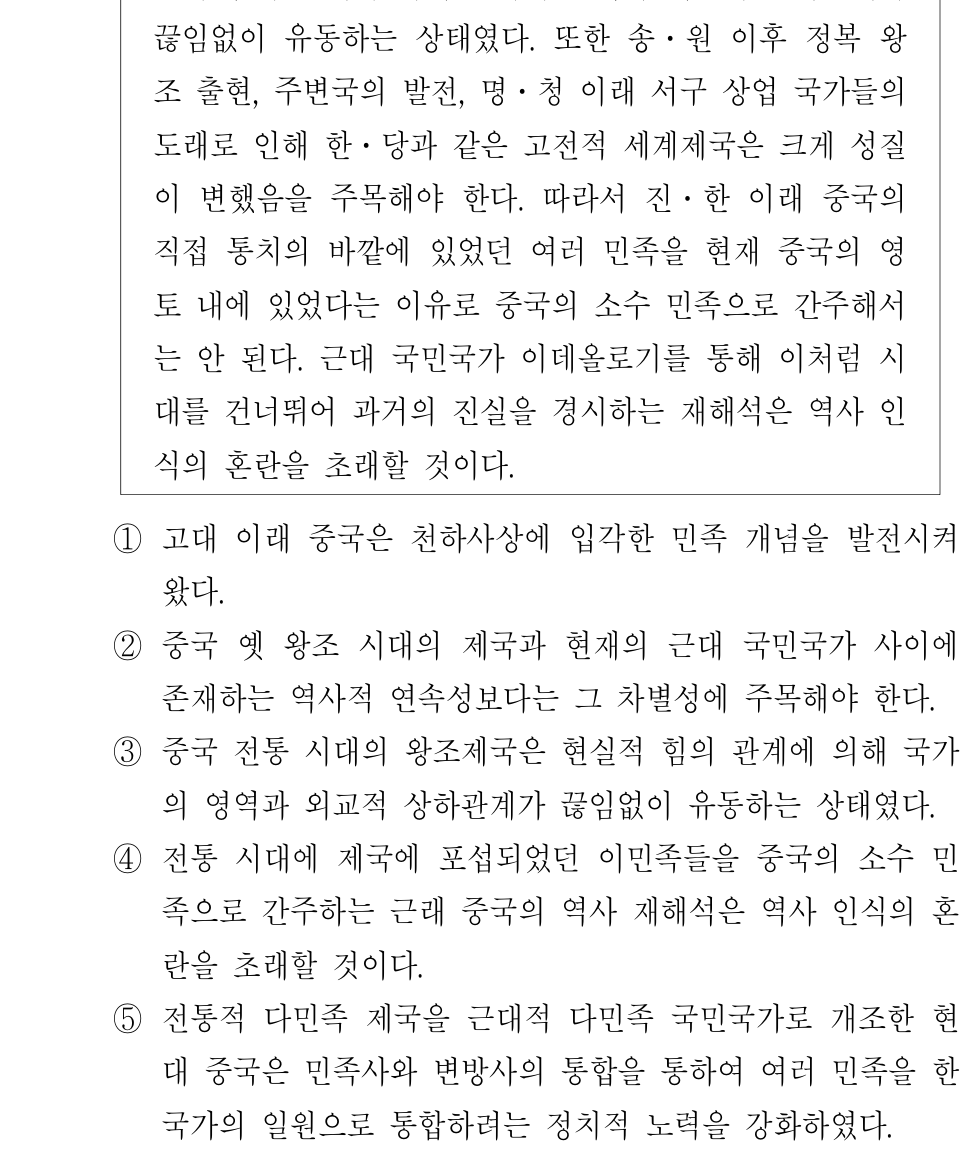 끊임없이 유동하는 상태였다. 또한 송·원 이후 정복 왕
조 출현, 주변국의 발전, 명·청 이래 서구 상업 국가들의
도래로 인해 한·당과 같은 고전적 세계제국은 크게 성질
이 변했음을 주목해야 한다. 따라서 진·한 이래 중국의
직접 통치의 바깥에 있었던 여러 민족을 현재 중국의 영
토 내에 있었다는 이유로 중국의 소수 민족으로 간주해서
는 안 된다. 근대 국민국가 이데올로기를 통해 이처럼 시
대를 건너뛰어 과거의 진실을 경시하는 재해석은 역사 인
식의 혼란을 초래할 것이다.
① 고대 이래 중국은 천하사상에 입각한 민족 개념을 발전시켜
왔다.
② 중국 옛 왕조 시대의 제국과 현재의 근대 국민국가 사이에
존재하는 역사적 연속성보다는 그 차별성에 주목해야 한다.
③ 중국 전통 시대의 왕조제국은 현실적 힘의 관계에 의해 국가
의 영역과 외교적 상하관계가 끊임없이 유동하는 상태였다.
④ 전통 시대에 제국에 포섭되었던 이민족들을 중국의 소수 민
족으로 간주하는 근래 중국의 역사 재해석은 역사 인식의 혼
란을 초래할 것이다.
⑤ 전통적 다민족 제국을 근대적 다민족 국민국가로 개조한 현
대 중국은 민족사와 변방사의 통합을 통하여 여러 민족을 한
국가의 일원으로 통합하려는 정치적 노력을 강화하였다.